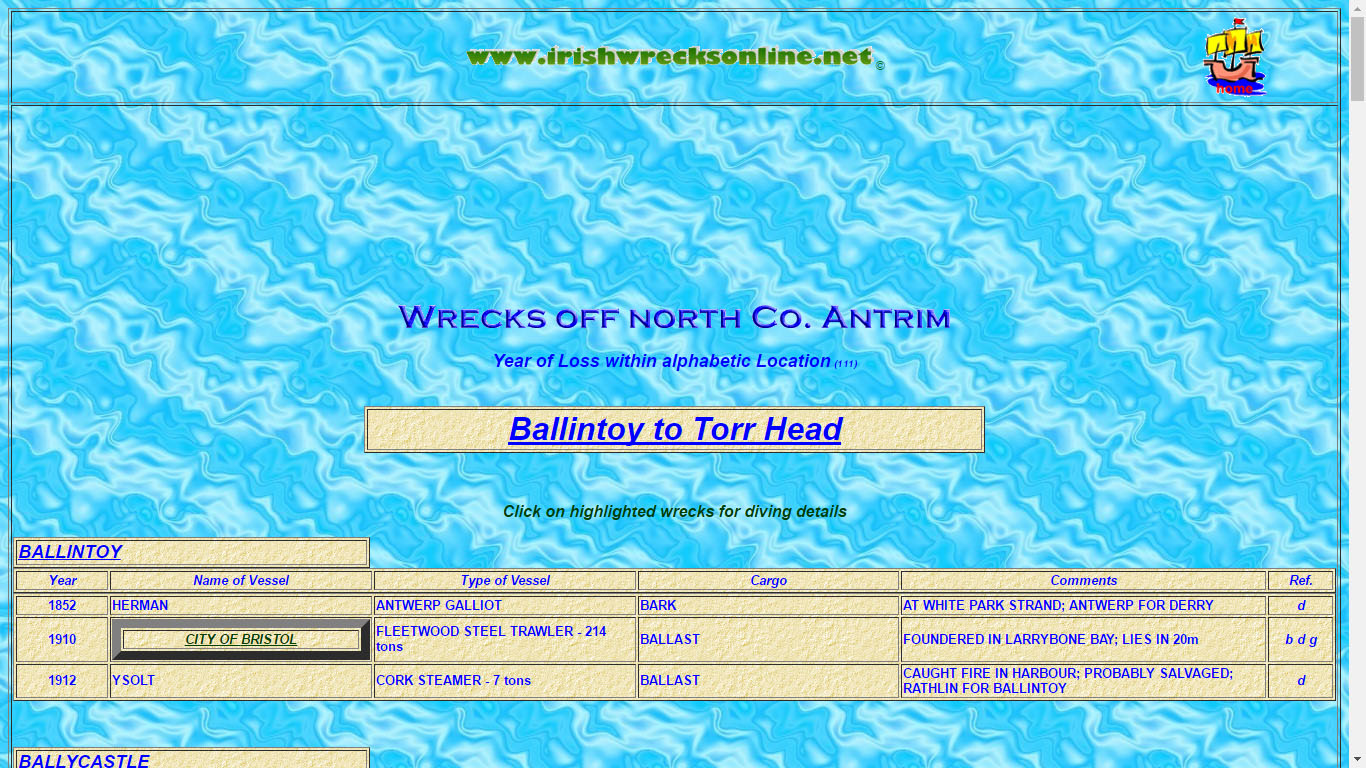 www.irishwrecksonline.net ©
home
Wrecks off north Co. Antrim
Year of Loss within alphabetic Location (111)
Ballintoy to Torr Head
Click on highlighted wrecks for diving details
BALLINTOY
Year Name of Vessel Type of Vessel Cargo Comments Ref.
1852 HERMAN ANTWERP GALLIOT BARK AT WHITE PARK STRAND; ANTWERP FOR DERRY d
1910 CITY OF BRISTOL FLEETWOOD STEEL TRAWLER - 214
tons BALLAST FOUNDERED IN LARRYBONE BAY; LIES IN 20m b d g
1912 YSOLT CORK STEAMER - 7 tons BALLAST CAUGHT FIRE IN HARBOUR; PROBABLY SALVAGED;
RATHLIN FOR BALLINTOY d
BALLYCASTLE